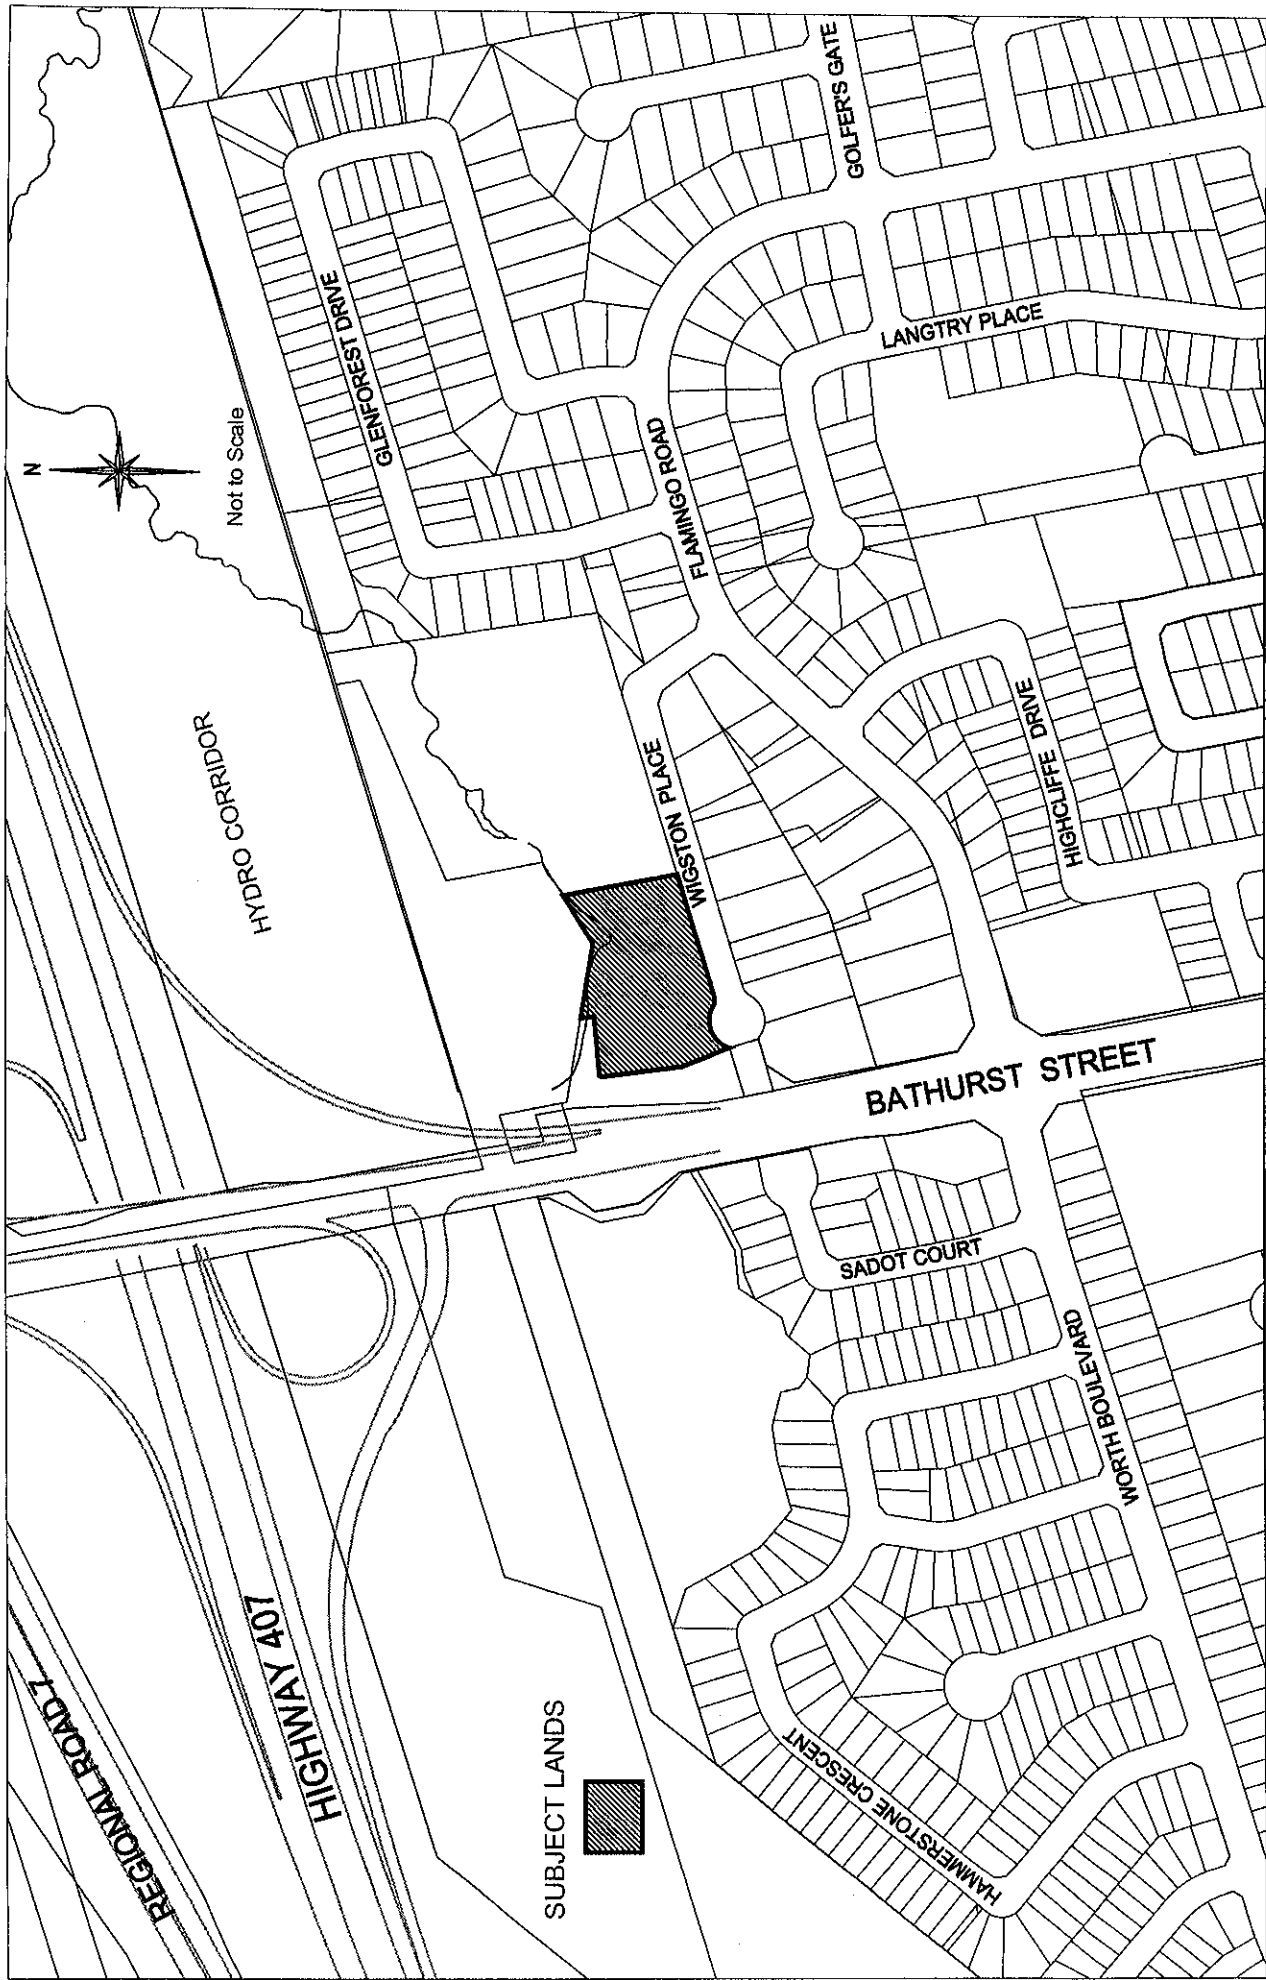 REGIONAL ROAD 7
HIGHWAY 407
HYDRO CORRIDOR
N
Not to Scale
SUBJECT LANDS
GLENFOREST DRIVE
FLAMINGO ROAD
GOLFER'S GATE
LANGTRY PLACE
WIGSTON PLACE
HIGHCLIFFE DRIVE
BATHURST STREET
SADOT COURT
WORTH BOULEVARD
HAMMERSTONE CRESCENT